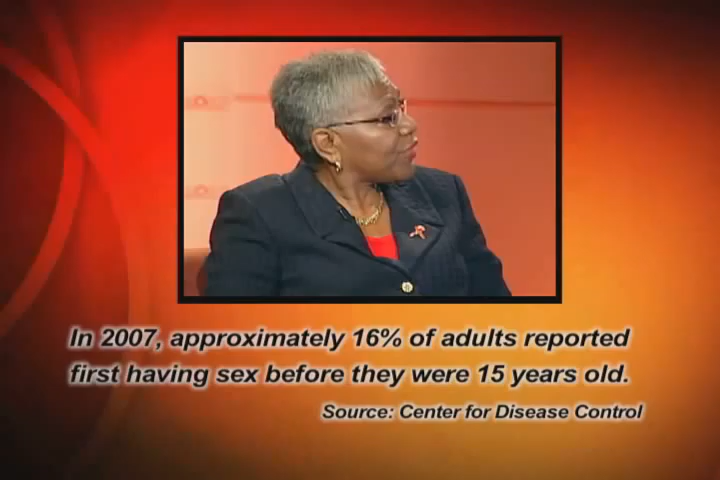 In 2007, approximately 16% of adults reported
first having sex before they were 15 years old.
Source: Center for Disease Control